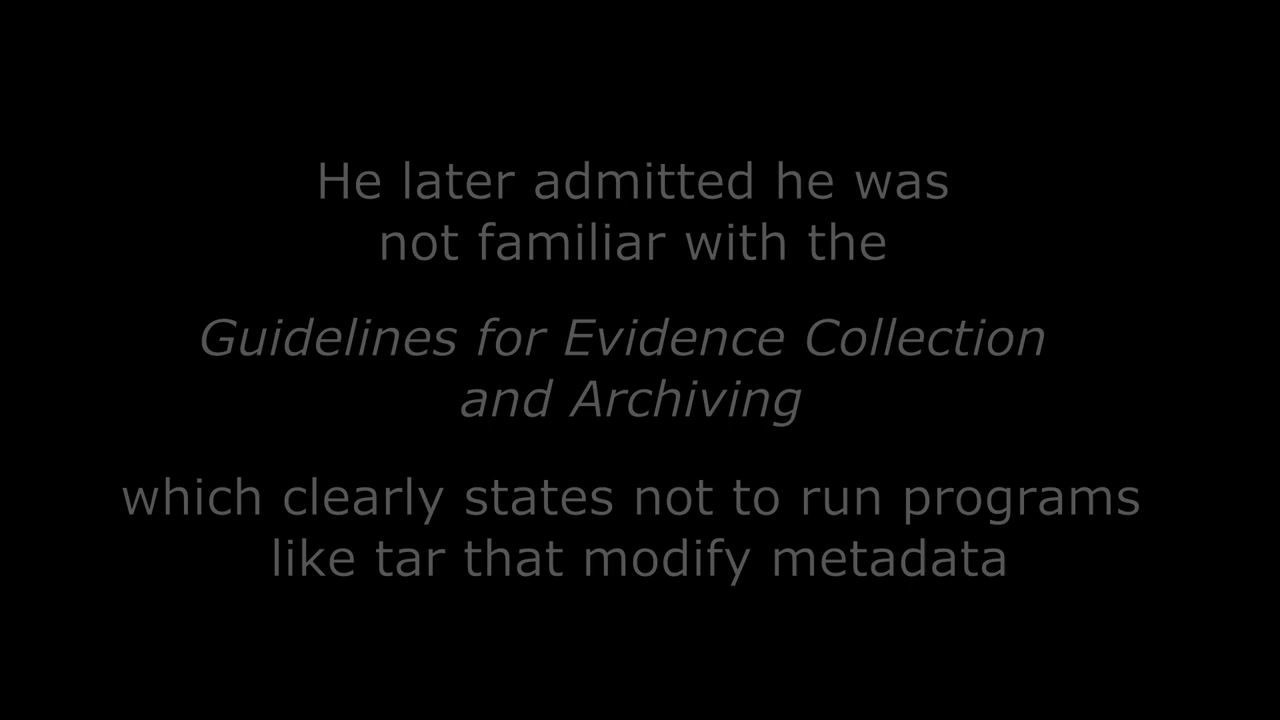 He later admitted he was
not familiar with the
Guidelines for Evidence Collection
and Archiving
which clearly states not to run programs
like tar that modify metadata